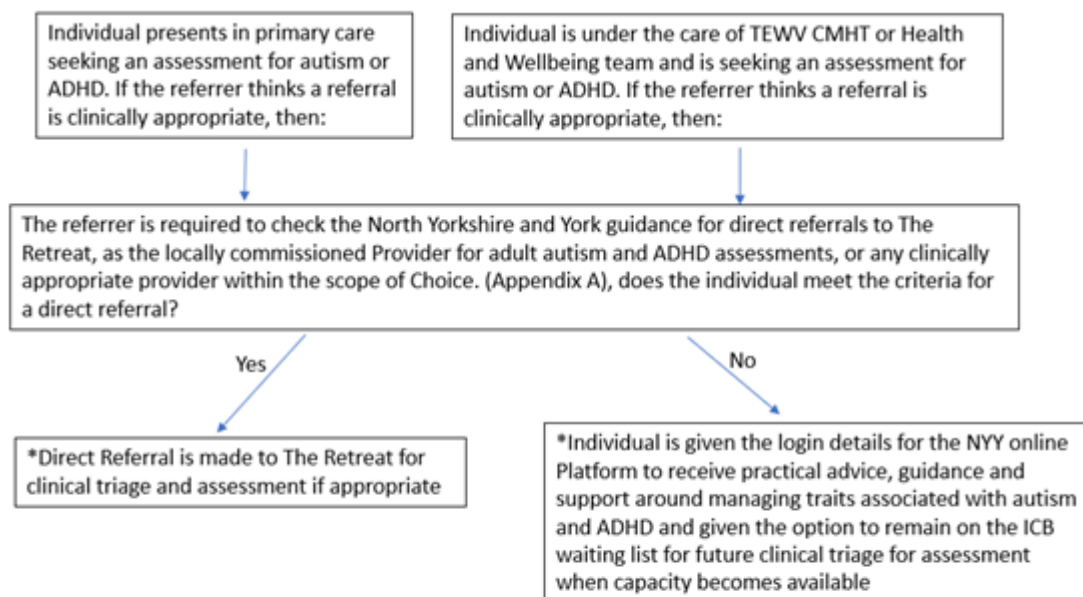 Individual presents in primary care
seeking an assessment for autism or
ADHD. If the referrer thinks a referral
is clinically appropriate, then:
Individual is under the care of TEWV CMHT or Health
and Wellbeing team and is seeking an assessment for
autism or ADHD. If the referrer thinks a referral is
clinically appropriate, then:
The referrer is required to check the North Yorkshire and York guidance for direct referrals to The
Retreat, as the locally commissioned Provider for adult autism and ADHD assessments, or any clinically
appropriate provider within the scope of Choice. (Appendix A), does the individual meet the criteria for
a direct referral?
Yes
No
*Direct Referral is made to The Retreat for
clinical triage and assessment if appropriate
*Individual is given the login details for the NYY online
Platform to receive practical advice, guidance and
support around managing traits associated with autism
and ADHD and given the option to remain on the ICB
waiting list for future clinical triage for assessment
when capacity becomes available